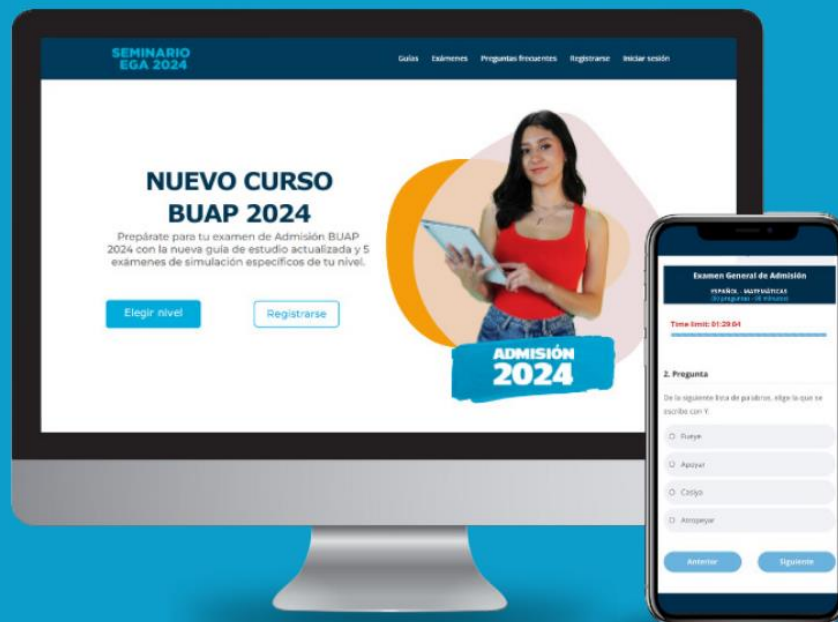 SEMINARIO
EGA 2024
Guías Exámenes Preguntas frecuentes Registrarse Iniciar sesión
NUEVO CURSO
BUAP 2024
Prepárate para tu examen de Admisión BUAP
2024 con la nueva guía de estudio actualizada y 5
exámenes de simulación específicos de tu nivel.
Elegir nivel
Registrarse
ADMISIÓN
2024
Examen General de Admisión
ESPAÑOL - MATEMÁTICAS
Time limit: 01:29:04
2. Pregunta
De la siguiente lista de palabras, elige la que se
escribe con Y:
Apoyar
Casiya
Atropeyar
Anterior
Siguiente